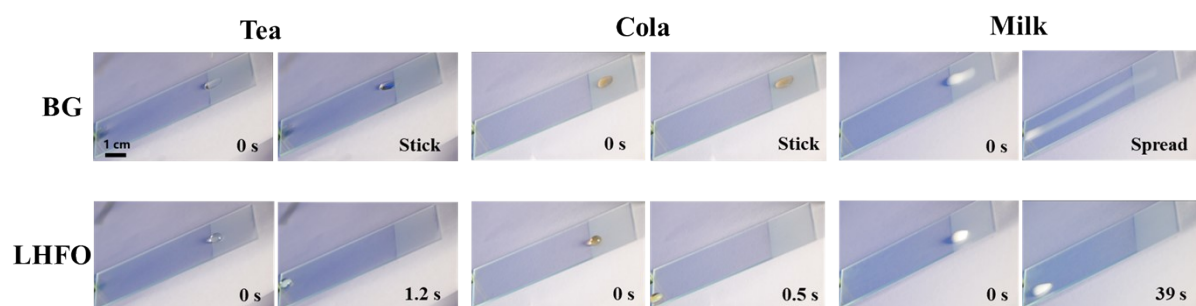 Tea Cola Milk
BG
1 cm
0 s Stick 0 s Stick 0 s Spread
LHFO
0 s 1.2 s 0 s 0.5 s 0 s 39 s